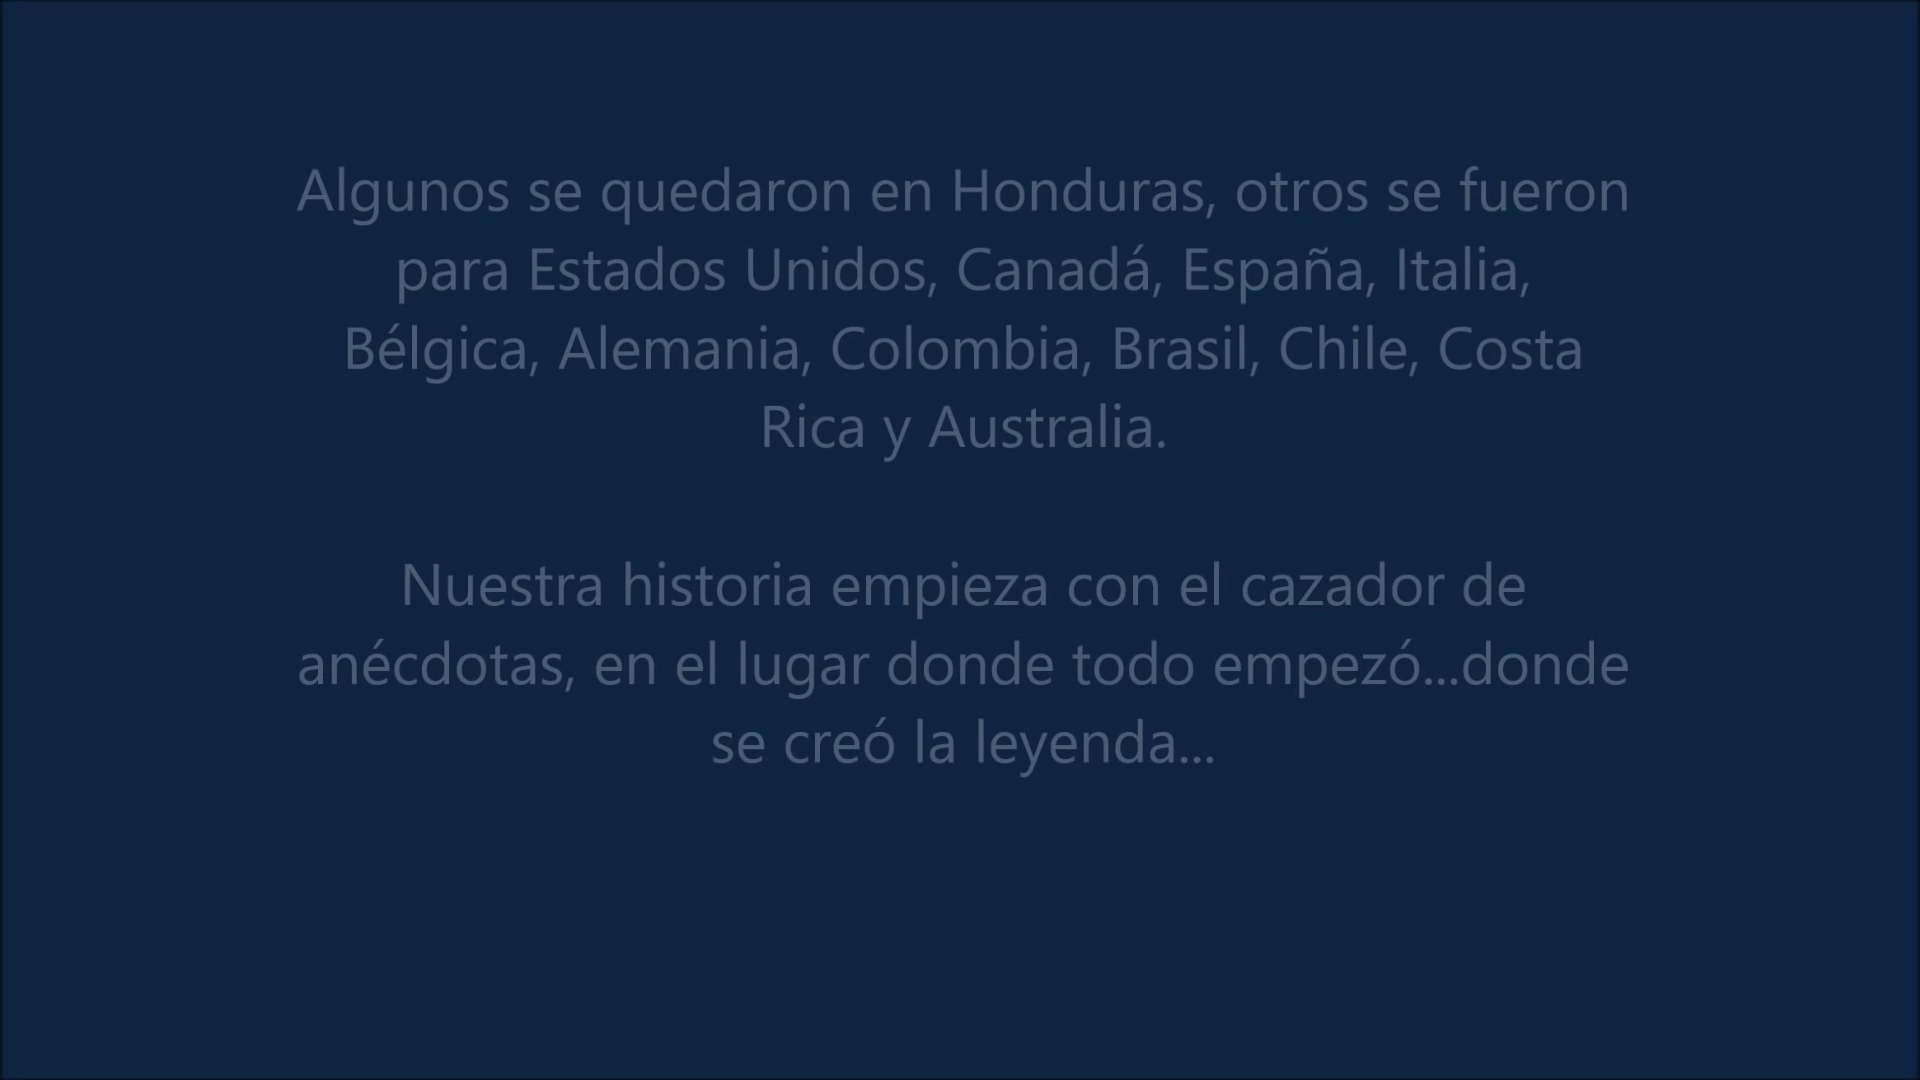 Algunos se quedaron en Honduras, otros se fueron
para Estados Unidos, Canadá, España, Italia,
Bélgica, Alemania, Colombia, Brasil, Chile, Costa
Rica y Australia.
Nuestra historia empieza con el cazador de
anécdotas, en el lugar donde todo empezó...donde
se creó la leyenda...